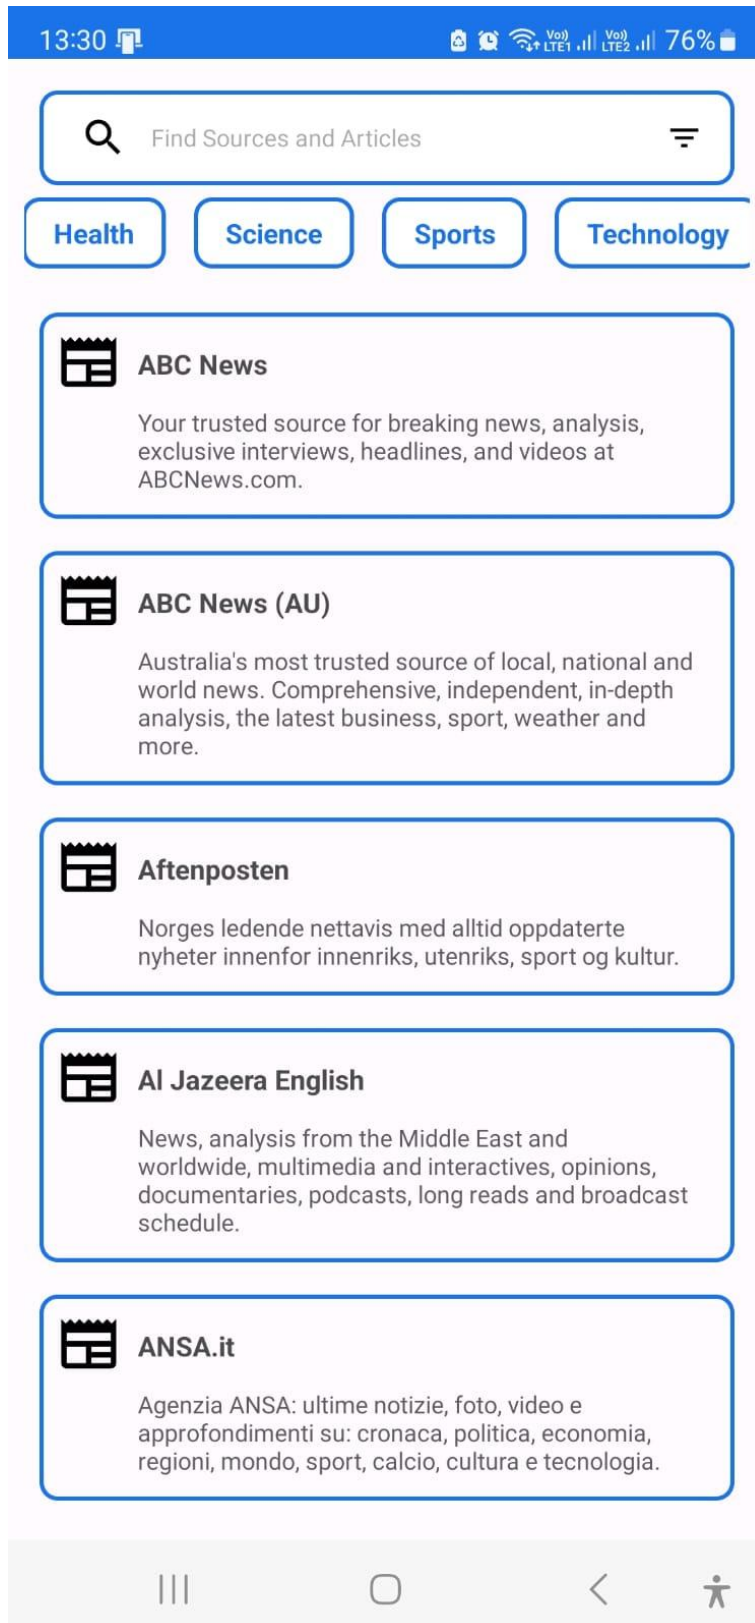 13:30 Vo)) LTE1 Vo)) LTE2 76%
Find Sources and Articles
Health Science Sports Technology
ABC News
Your trusted source for breaking news, analysis,
exclusive interviews, headlines, and videos at
ABCNews.com.
ABC News (AU)
Australia's most trusted source of local, national and
world news. Comprehensive, independent, in-depth
analysis, the latest business, sport, weather and
more.
Aftenposten
Norges ledende nettavis med alltid oppdaterte
nyheter innenfor innenriks, utenriks, sport og kultur.
Al Jazeera English
News, analysis from the Middle East and
worldwide, multimedia and interactives, opinions,
documentaries, podcasts, long reads and broadcast
schedule.
ANSA.it
Agenzia ANSA: ultime notizie, foto, video e
approfondimenti su: cronaca, politica, economia,
regioni, mondo, sport, calcio, cultura e tecnologia.